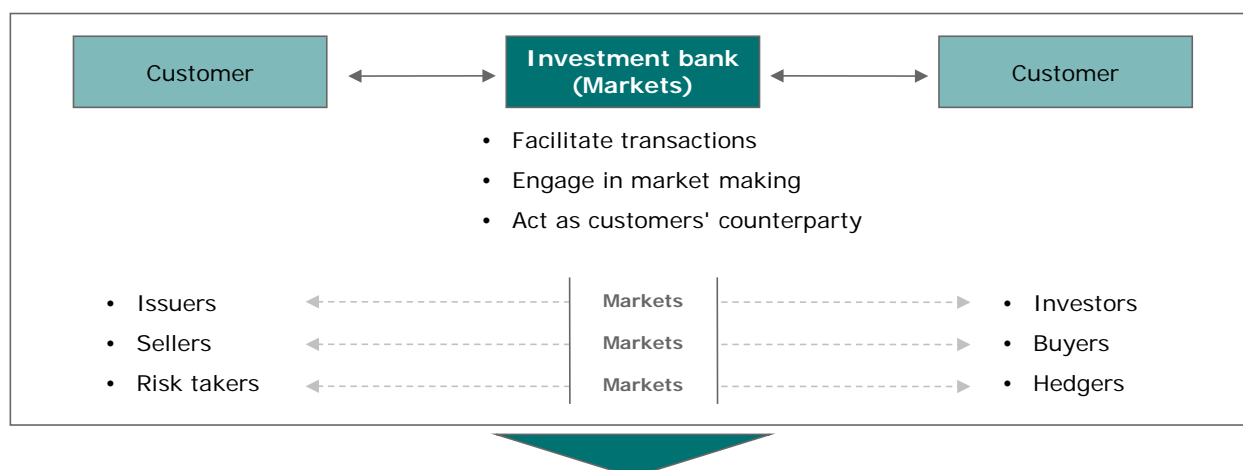 Customer
Investment bank
(Markets)
Customer
• Facilitate transactions
• Engage in market making
• Act as customers' counterparty
• Issuers
Markets
• Investors
• Sellers
Markets
• Buyers
• Risk takers
Markets
• Hedgers